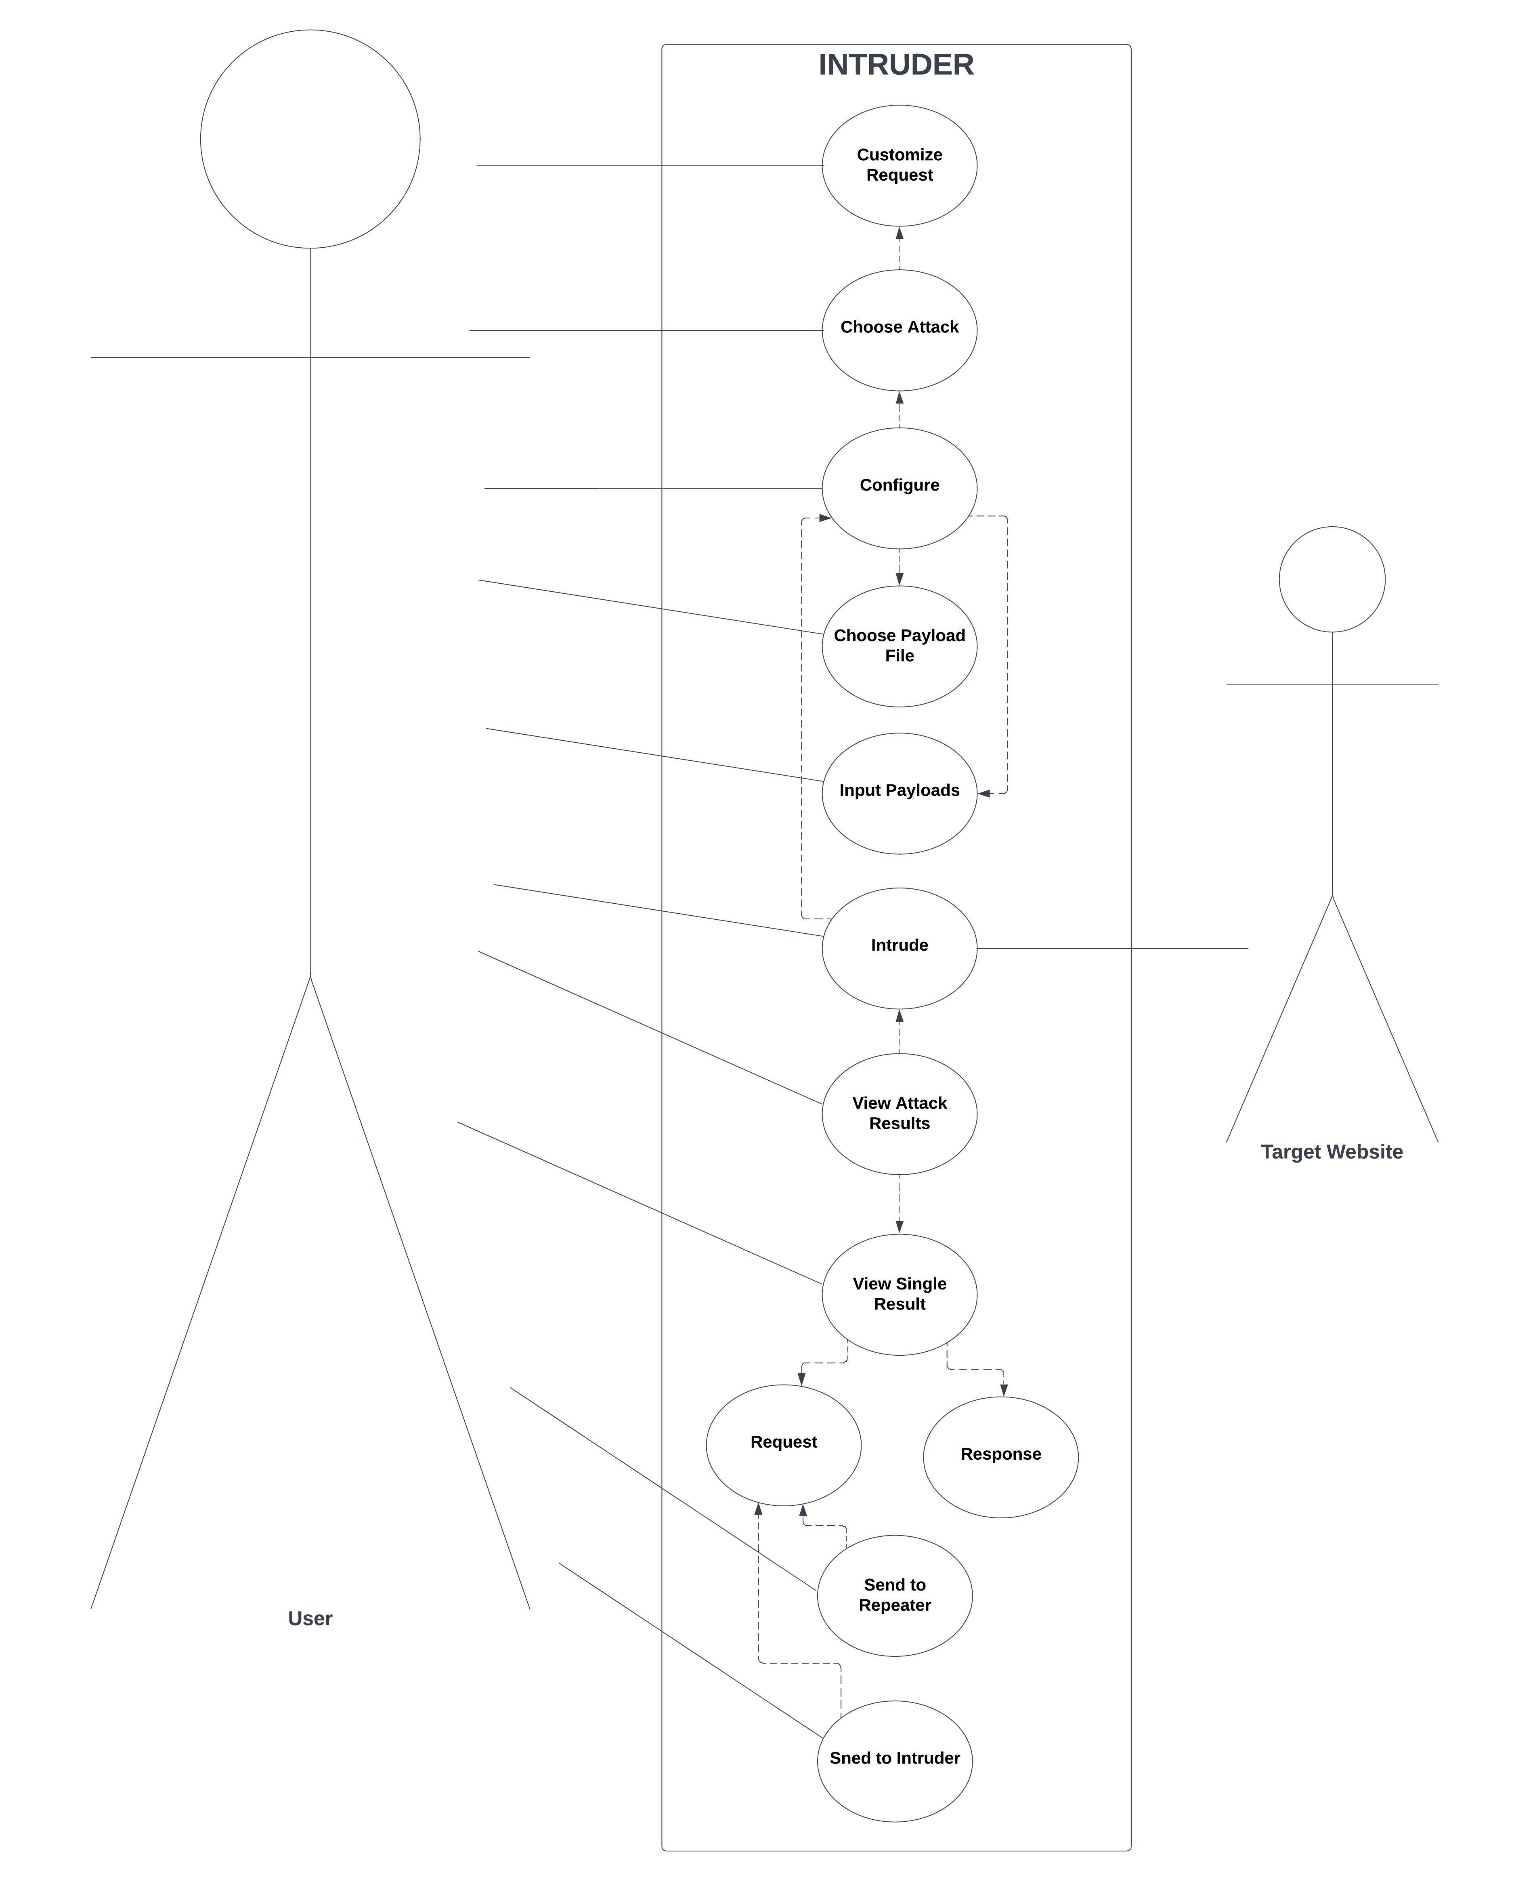 INTRUDER
Customize
Request
Choose Attack
Configure
Choose Payload
File
Input Payloads
Intrude
View Attack
Results
Target Website
View Single
Result
Request
Response
Send to
Repeater
User
Sned to Intruder